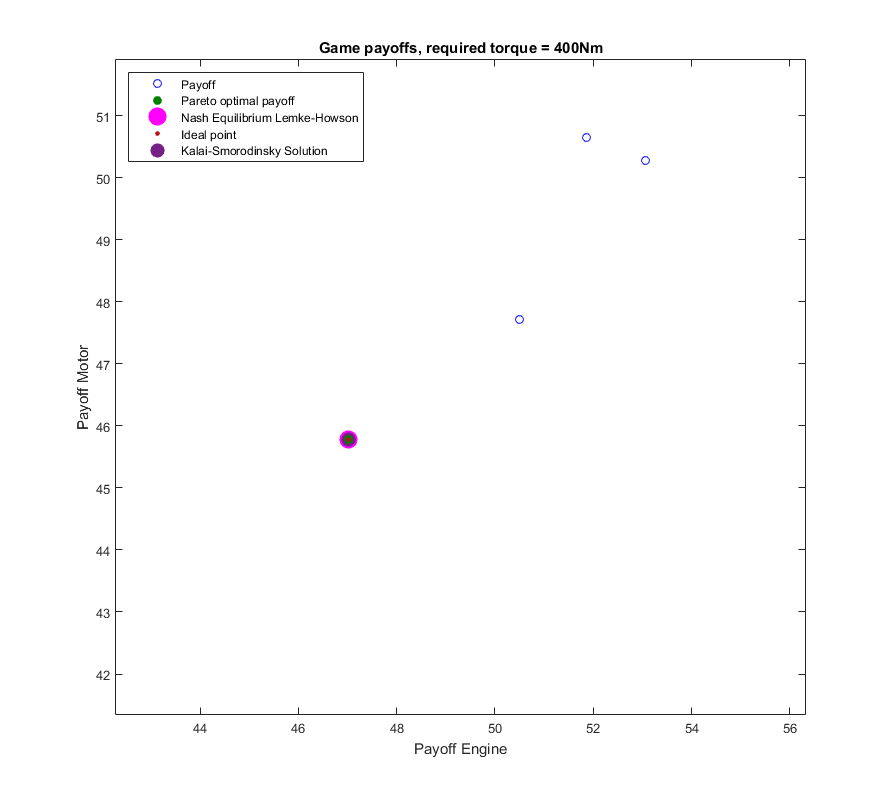 Game payoffs, required torque = 400Nm
Payoff
Pareto optimal payoff
Nash Equilibrium Lemke-Howson
Ideal point
Kalai-Smorodinsky Solution
51
50
49
48
47
46
45
44
43
42
Payoff Motor
44 46 48 50 52 54 56
Payoff Engine